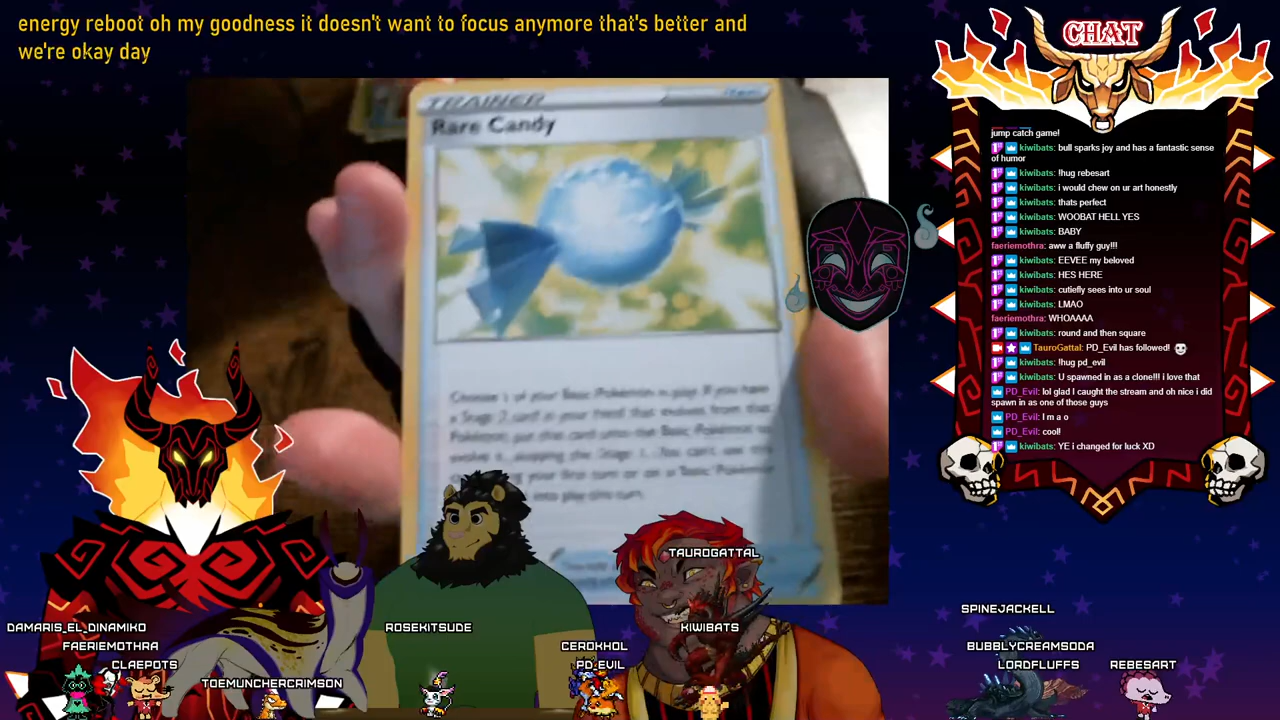 energy reboot oh my goodness it doesn't want to focus anymore that's better and
we're okay day
TRAINER
Item
Rare Candy
CHAT
jump catch game!
kiwibats: bull sparks joy and has a fantastic sense
of humor
kiwibats: !hug rebesart
kiwibats: i would chew on ur art honestly
kiwibats: thats perfect
kiwibats: WOOBAT HELL YES
kiwibats: BABY
faeriemothra: aww a fluffy guy!!!
kiwibats: EEVEE my beloved
kiwibats: HES HERE
kiwibats: cutiefly sees into ur soul
kiwibats: LMAO
faeriemothra: WHOAAAA
kiwibats: round and then square
TauroGattal: PD_Evil has followed!
kiwibats: !hug pd_evil
kiwibats: U spawned in as a clone!!! i love that
PD_Evil: lol glad I caught the stream and oh nice i did
spawn in as one of those guys
PD_Evil: l m a o
PD_Evil: cool!
kiwibats: YE i changed for luck XD
TAUROGATTAL
DAMARIS_EL_DINAMIKO
FAERIEMOTHRA
CLAEPOTS
TOEMUNCHERCRIMSON
ROSEKITSUDE
CEROKHOL
PD_EVIL
KIWIBATS
SPINEJACKELL
BUBBLYCREAMSODA
LORDFLUFFS
REBESART